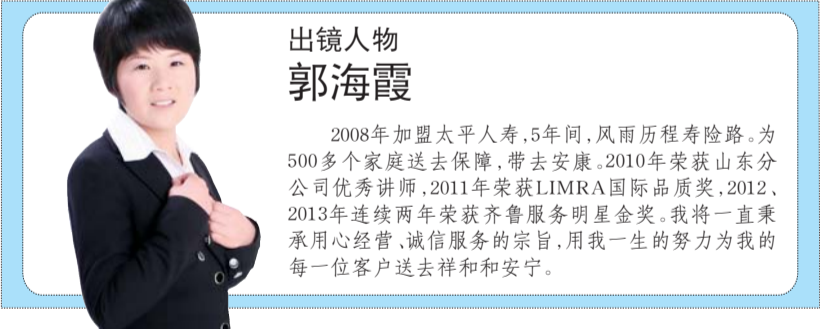 出镜人物
郭海霞
2008年加盟太平人寿,5年间,风雨历程寿险路。为
500多个家庭送去保障,带去安康。2010年荣获山东分
公司优秀讲师,2011年荣获LIMRA国际品质奖,2012、
2013年连续两年荣获齐鲁服务明星金奖。我将一直秉
承用心经营、诚信服务的宗旨,用我一生的努力为我的
每一位客户送去祥和和安宁。